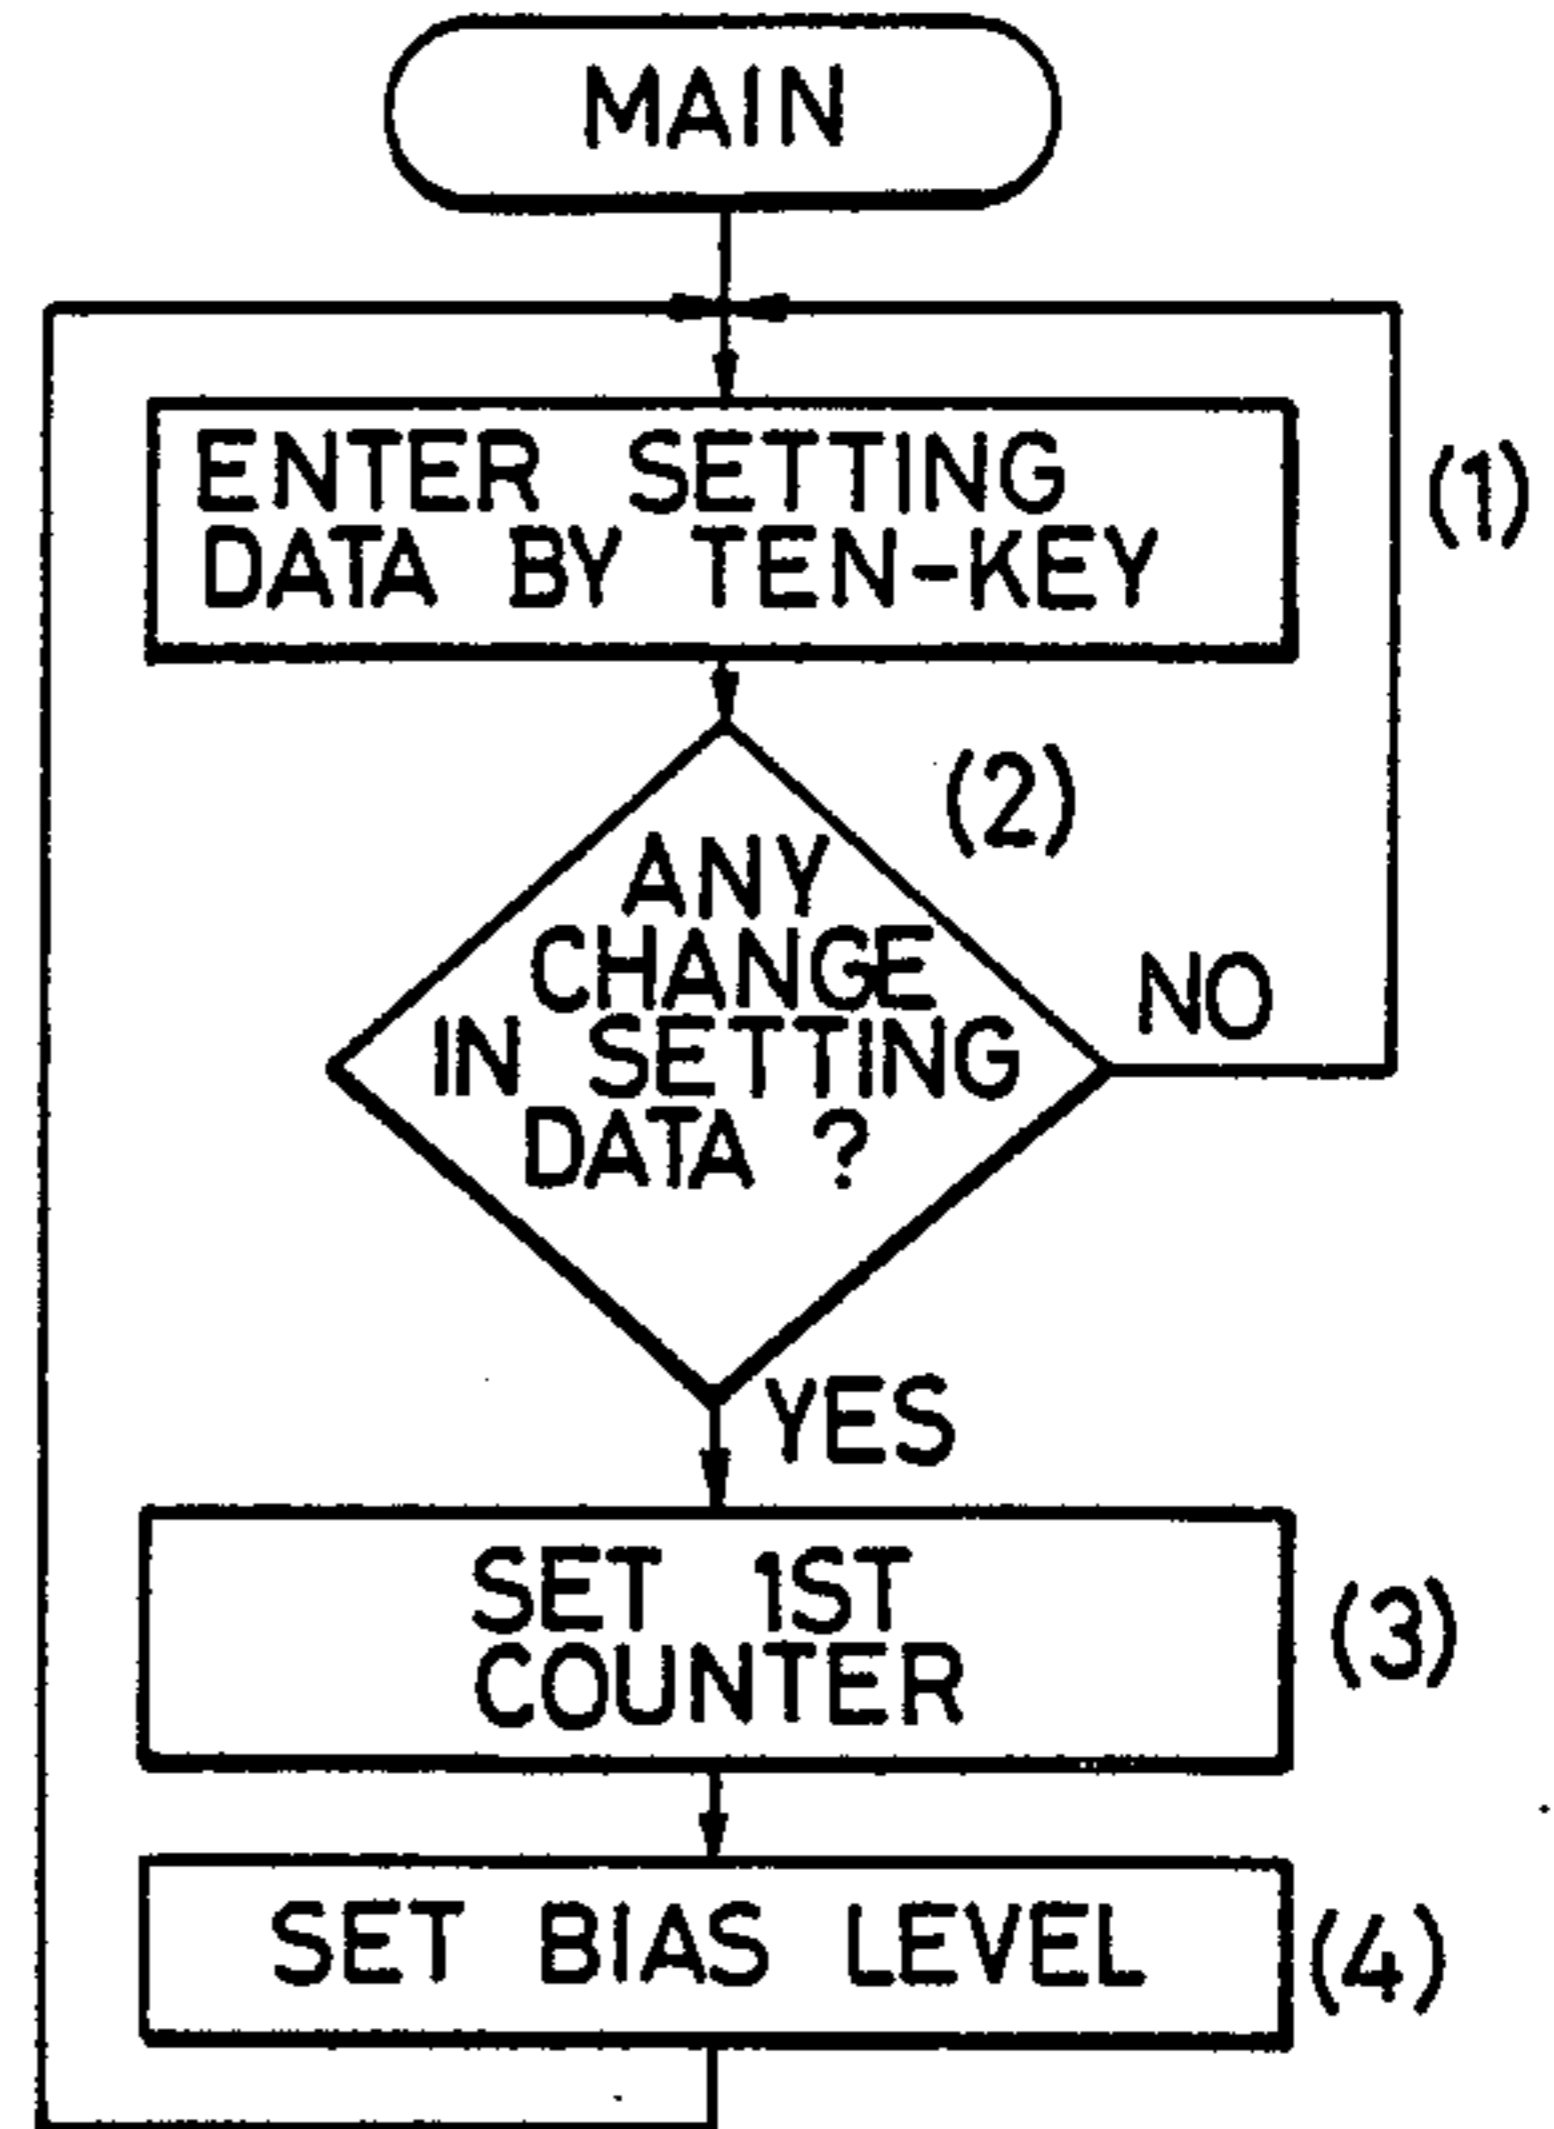 MAIN
ENTER SETTING
DATA BY TEN-KEY
(1)
(2)
ANY
CHANGE
IN SETTING
DATA ?
NO
YES
SET 1ST
COUNTER
(3)
SET BIAS LEVEL
(4)